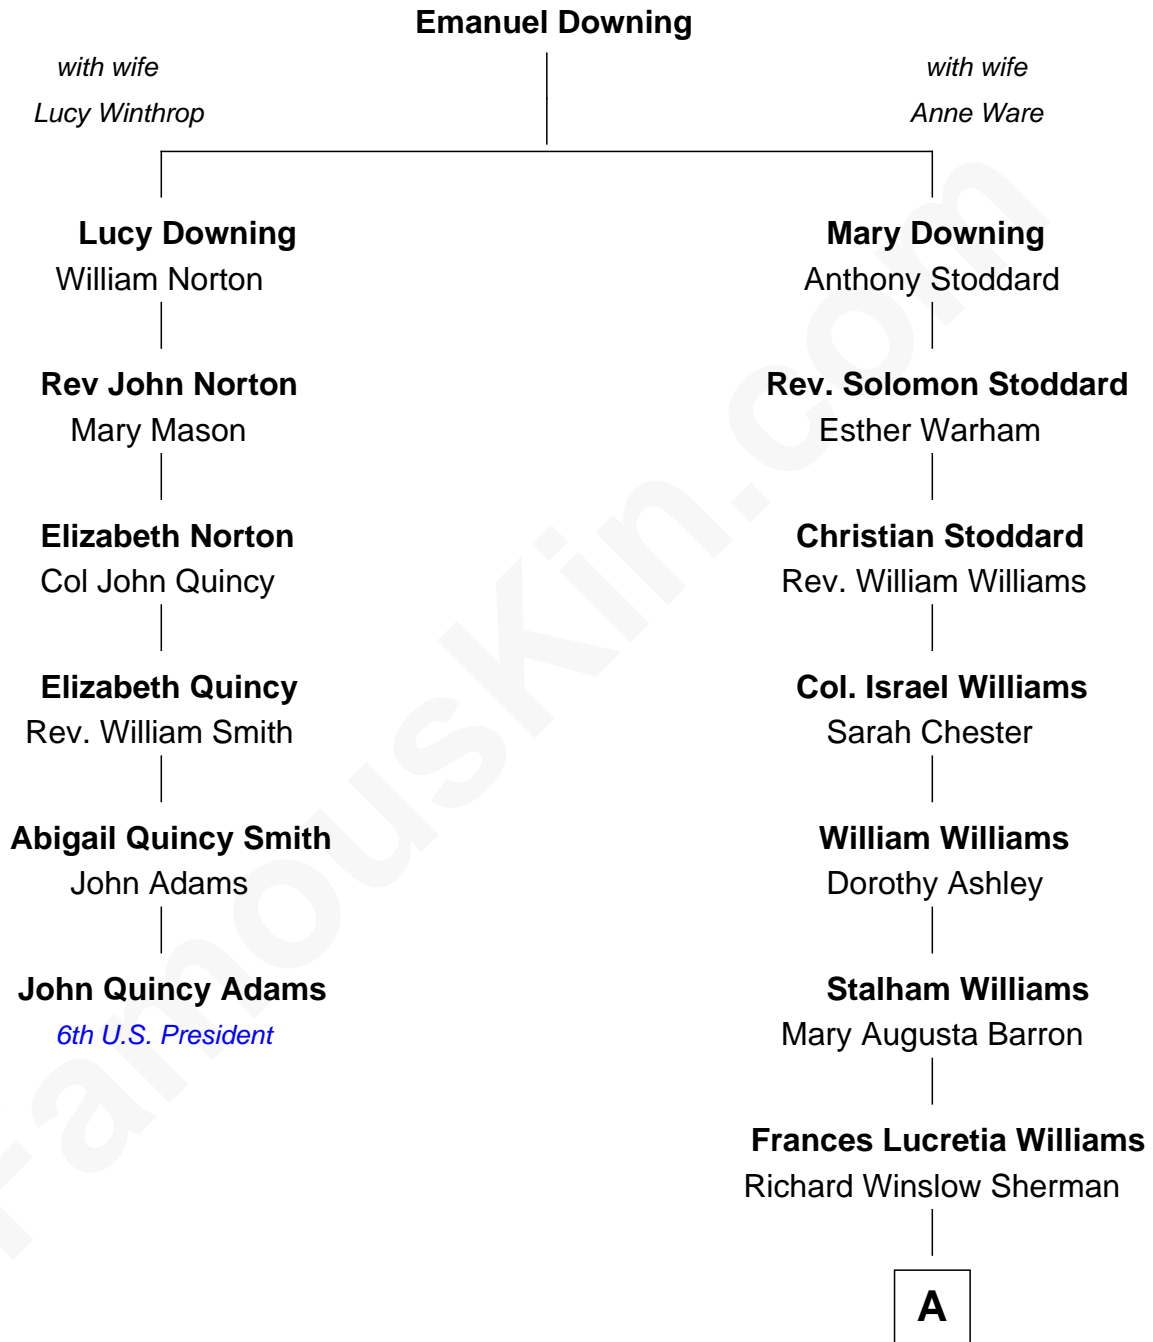 Emanuel Downing
with wife
Lucy Winthrop
with wife
Anne Ware
Lucy Downing
William Norton
Mary Downing
Anthony Stoddard
Rev John Norton
Mary Mason
Rev. Solomon Stoddard
Esther Warham
Elizabeth Norton
Col John Quincy
Christian Stoddard
Rev. William Williams
Elizabeth Quincy
Rev. William Smith
Col. Israel Williams
Sarah Chester
Abigail Quincy Smith
John Adams
William Williams
Dorothy Ashley
John Quincy Adams
6th U.S. President
Stalham Williams
Mary Augusta Barron
Frances Lucretia Williams
Richard Winslow Sherman
A
FamousKin.com